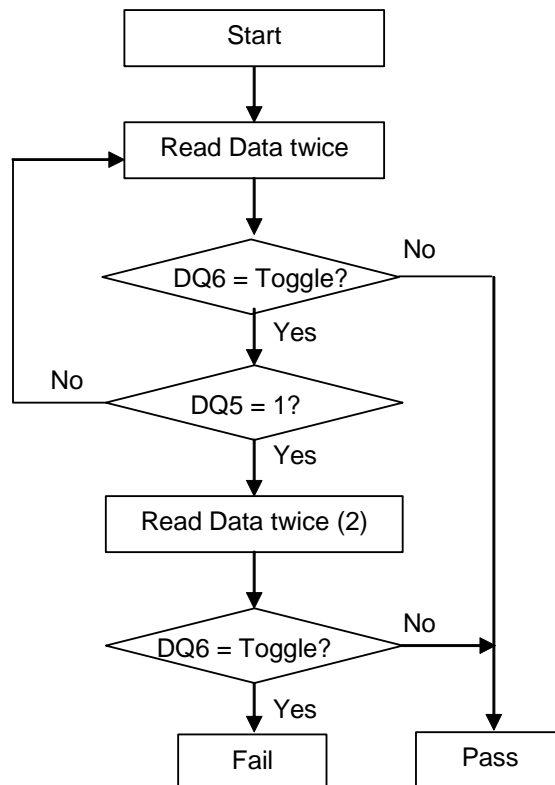 Start
Read Data twice
No
DQ6 = Toggle?
Yes
No
DQ5 = 1?
Yes
Read Data twice (2)
No
DQ6 = Toggle?
Yes
Fail
Pass